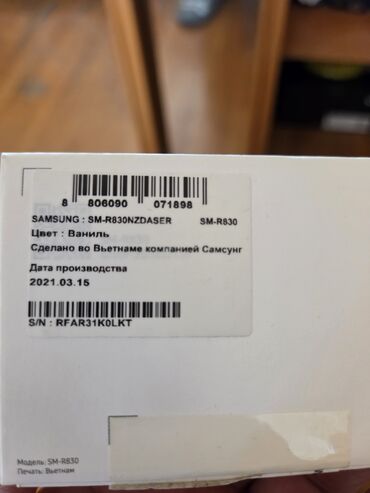 8 806090 071898
SAMSUNG : SM-R830NZDASER SM-R830
Цвет : Ваниль
Сделано во Вьетнаме компанией Самсунг
Дата производства
2021.03.15
S/N : RFAR31K0LKT
Модель: SM-R830
Печать: Вьетнам